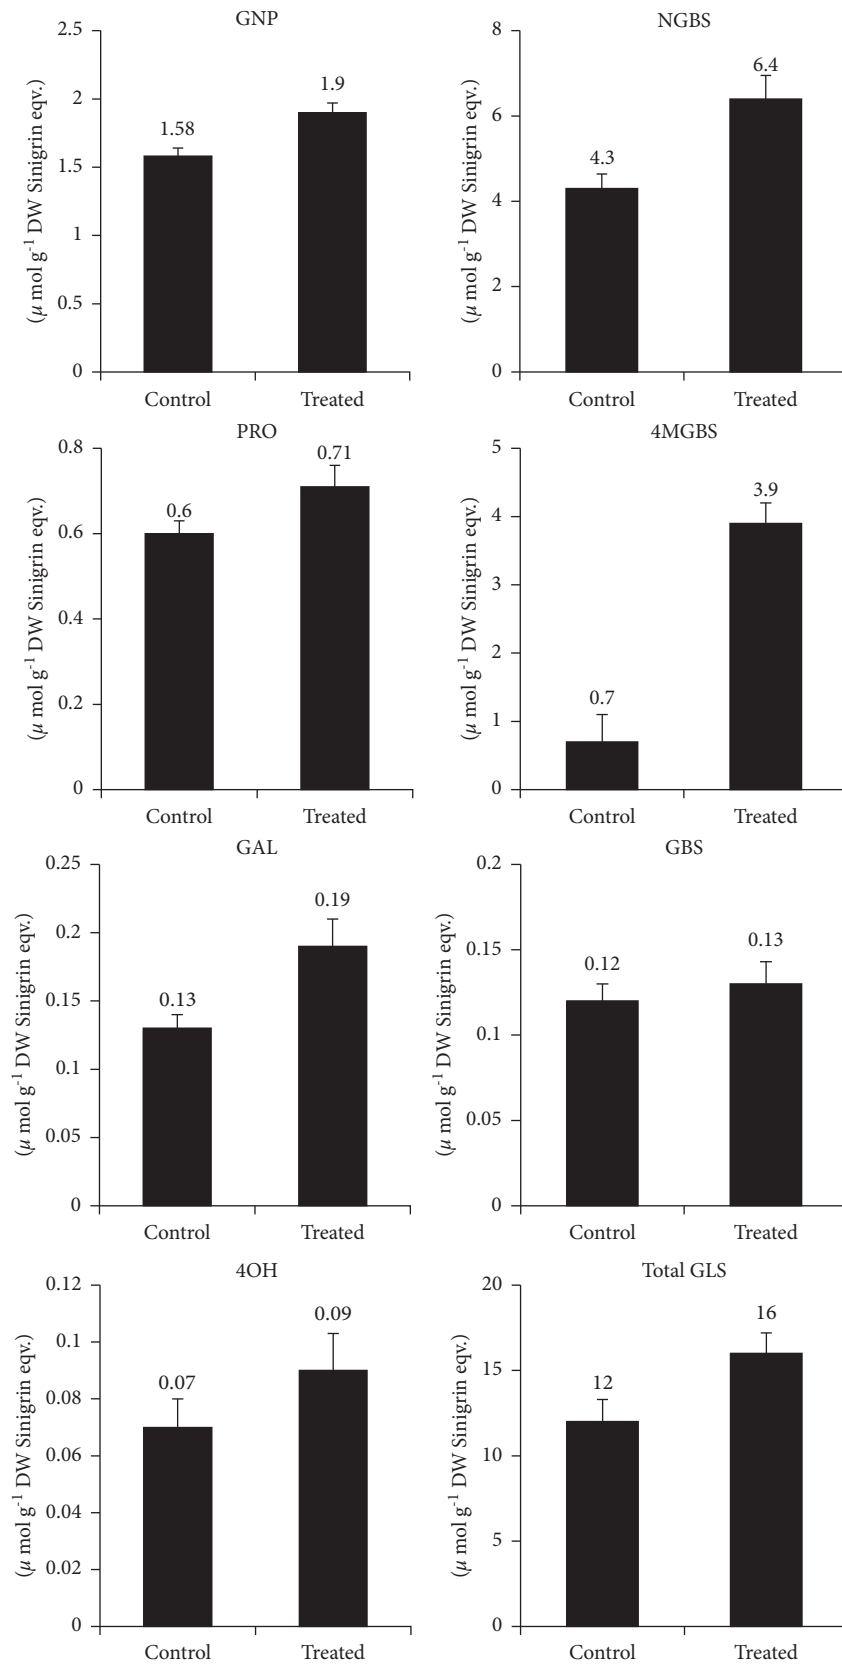 GNP
(μ mol g-1 DW Sinigrin eqv.)
2.5
2
1.5
1
0.5
0
1.58
1.9
Control
Treated
NGBS
(μ mol g-1 DW Sinigrin eqv.)
8
6
4
2
0
4.3
6.4
Control
Treated
PRO
(μ mol g-1 DW Sinigrin eqv.)
0.8
0.6
0.4
0.2
0
0.6
0.71
Control
Treated
4MGBS
(μ mol g-1 DW Sinigrin eqv.)
5
4
3
2
1
0
0.7
3.9
Control
Treated
GAL
(μ mol g-1 DW Sinigrin eqv.)
0.25
0.2
0.15
0.1
0.05
0
0.13
0.19
Control
Treated
GBS
(μ mol g-1 DW Sinigrin eqv.)
0.2
0.15
0.1
0.05
0
0.12
0.13
Control
Treated
4OH
(μ mol g-1 DW Sinigrin eqv.)
0.12
0.1
0.08
0.06
0.04
0.02
0
0.07
0.09
Control
Treated
Total GLS
(μ mol g-1 DW Sinigrin eqv.)
20
15
10
5
0
12
16
Control
Treated